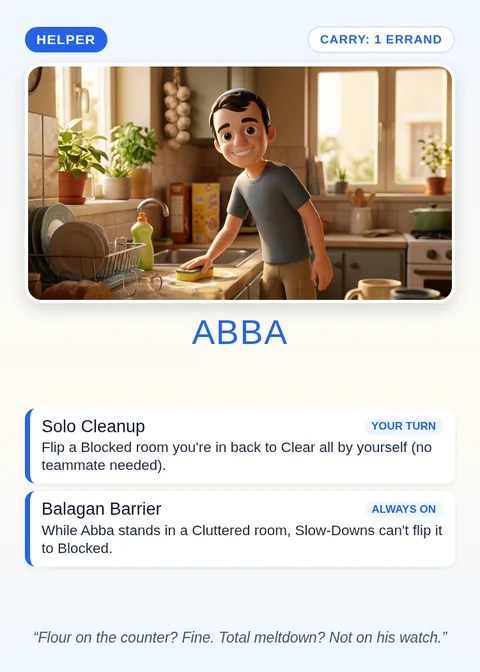 HELPER
CARRY: 1 ERRAND
ABBA
Solo Cleanup
YOUR TURN
Flip a Blocked room you're in back to Clear all by yourself (no
teammate needed).
Balagan Barrier
ALWAYS ON
While Abba stands in a Cluttered room, Slow-Downs can't flip it
to Blocked.
“Flour on the counter? Fine. Total meltdown? Not on his watch.”